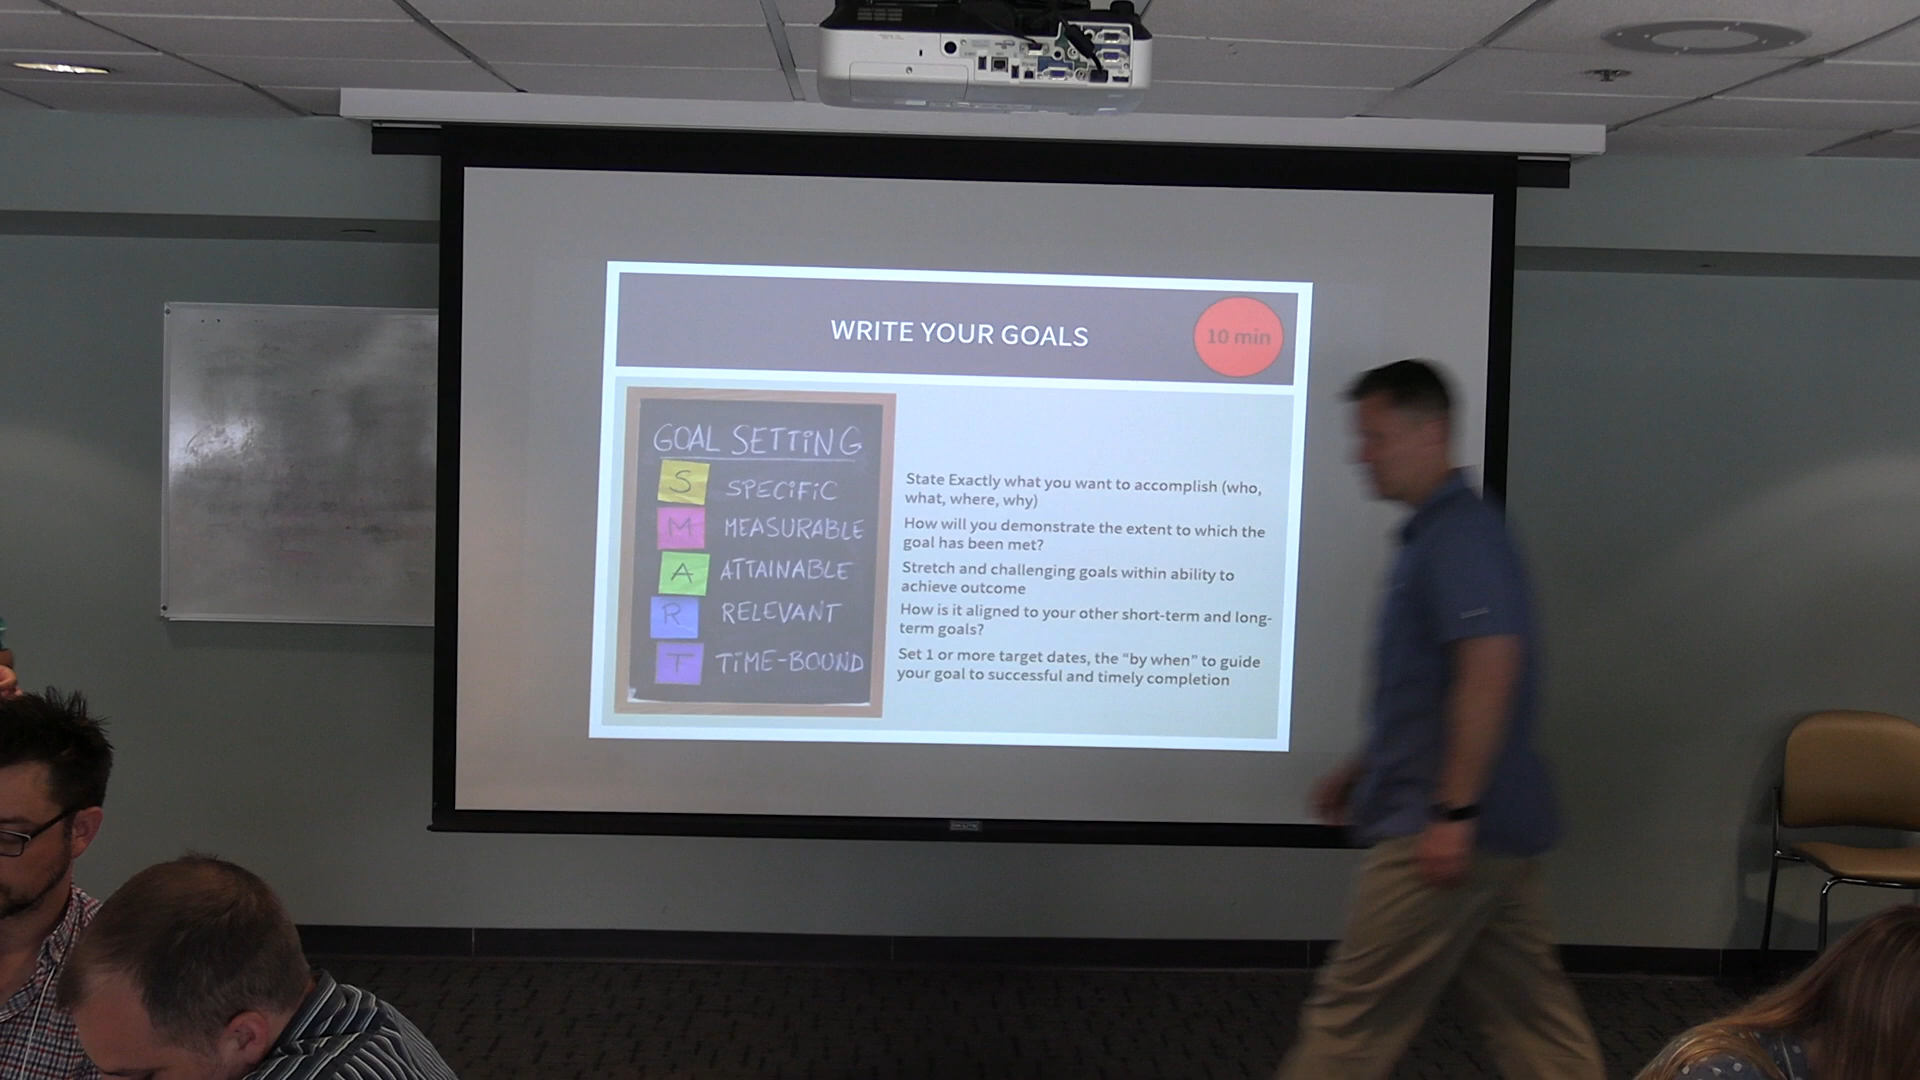 WRITE YOUR GOALS
10 min
GOAL SETTING
S SPECIFIC
State Exactly what you want to accomplish (who,
what, where, why)
M MEASURABLE
How will you demonstrate the extent to which the
goal has been met?
A ATTAINABLE
Stretch and challenging goals within ability to
achieve outcome
R RELEVANT
How is it aligned to your other short-term and long-
term goals?
T TIME-BOUND
Set 1 or more target dates, the "by when" to guide
your goal to successful and timely completion